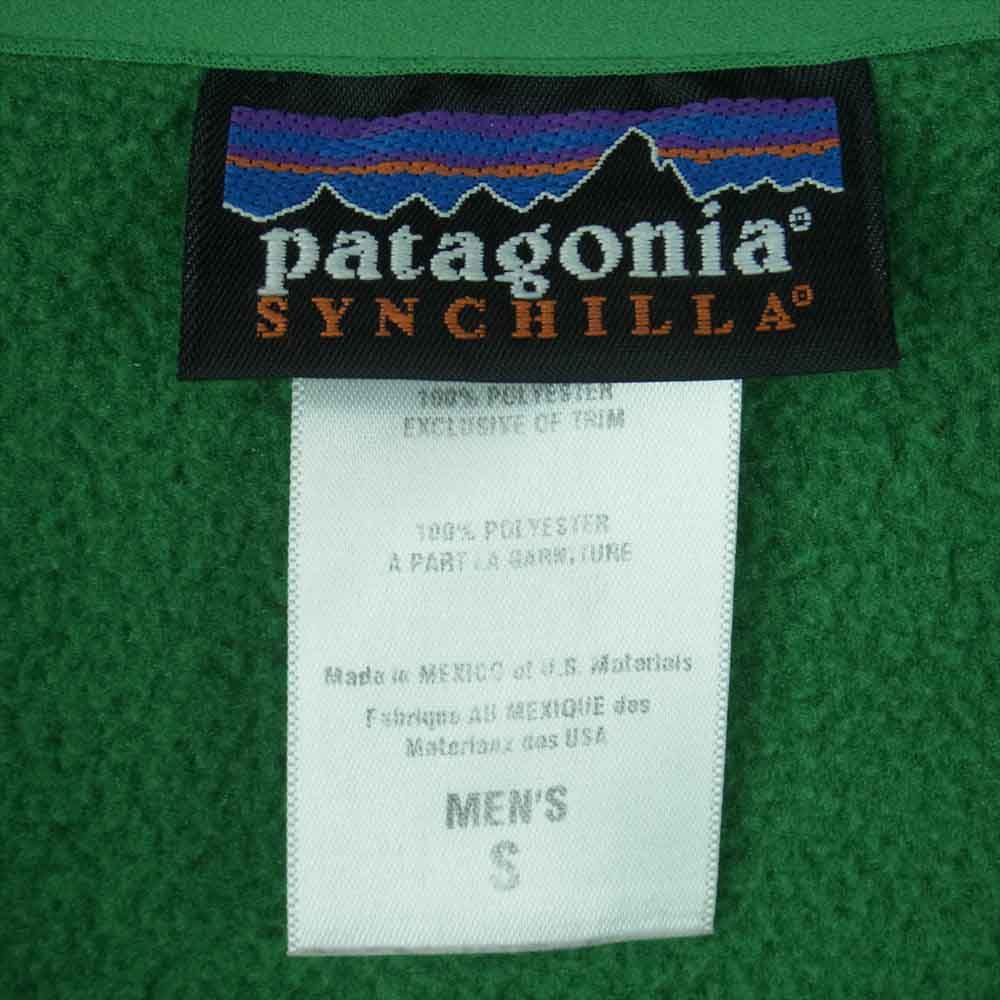 patagonia®
SYNCHILLA®
100% POLYESTER
EXCLUSIVE OF TRIM
100% POLYESTER
A PART LA GARNITURE
Made in MEXICO of U.S. Materials
Fabrique AU MEXIQUE des
Materiaux des USA
MEN'S
S